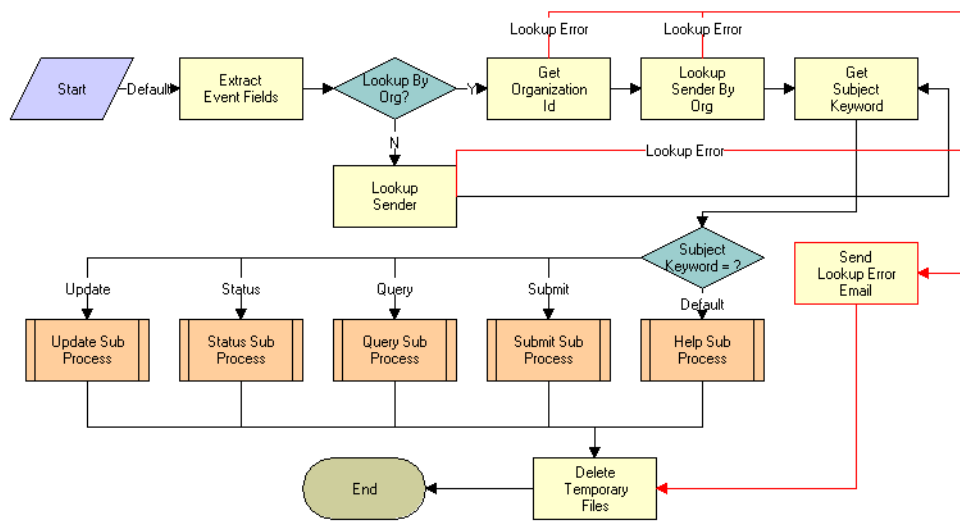 Lookup Error
Lookup Error
Start
Default
Extract
Event Fields
Lookup By
Org?
Y
Get
Organization
Id
Lookup
Sender By
Org
Get
Subject
Keyword
N
Lookup Error
Lookup
Sender
Subject
Keyword = ?
Send
Lookup Error
Email
Update
Status
Query
Submit
Default
Update Sub
Process
Status Sub
Process
Query Sub
Process
Submit Sub
Process
Help Sub
Process
End
Delete
Temporary
Files